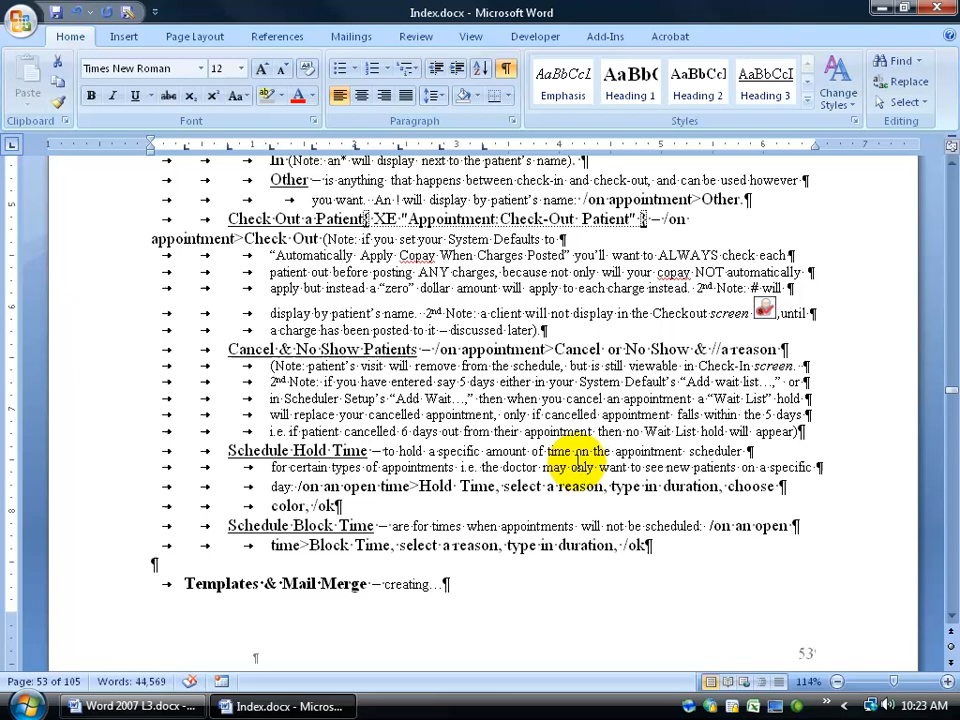 Index.docx - Microsoft Word
Home Insert Page Layout References Mailings Review View Developer Add-Ins Acrobat
Paste
Times New Roman 12
AaBbCcI AaBb( AaBbCc] AaBbCcI
Emphasis Heading 1 Heading 2 Heading 3
Change Styles
Find
Replace
Select
Clipboard Font Paragraph Styles Editing
In (Note: an* will display next to the patient's name). ¶
Other – is anything that happens between check-in and check-out, and can be used however
you want. An ! will display by patient's name: /on appointment>Other.¶
Check Out a Patient{ XE "Appointment:Check-Out Patient" } – /on
appointment>Check Out (Note: if you set your System Defaults to ¶
"Automatically Apply Copay When Charges Posted" you'll want to ALWAYS check each ¶
patient out before posting ANY charges, because not only will your copay NOT automatically ¶
apply but instead a "zero" dollar amount will apply to each charge instead. 2nd Note: # will ¶
display by patient's name. . 2nd Note: a client will not display in the Checkout screen , until ¶
a charge has been posted to it – discussed later).¶
Cancel & No Show Patients – /on appointment>Cancel or No Show & //a reason ¶
(Note: patient's visit will remove from the schedule, but is still viewable in Check-In screen. ¶
2nd Note: if you have entered say 5 days either in your System Default's "Add wait list…," or ¶
in Scheduler Setup's "Add Wait…," then when you cancel an appointment a "Wait List" hold ¶
will replace your cancelled appointment, only if cancelled appointment falls within the 5 days ¶
i.e. if patient cancelled 6 days out from their appointment then no Wait List hold will appear)¶
Schedule Hold Time – to hold a specific amount of time on the appointment scheduler ¶
for certain types of appointments i.e. the doctor may only want to see new patients on a specific ¶
day: /on an open time>Hold Time, select a reason, type in duration, choose ¶
color, /ok¶
Schedule Block Time – are for times when appointments will not be scheduled: /on an open ¶
time>Block Time, select a reason, type in duration, /ok¶
¶
Templates & Mail Merge – creating…¶
¶ 53
Page: 53 of 105 Words: 44,569 114%
Word 2007 L3.docx -... Index.docx - Microsof... 10:23 AM